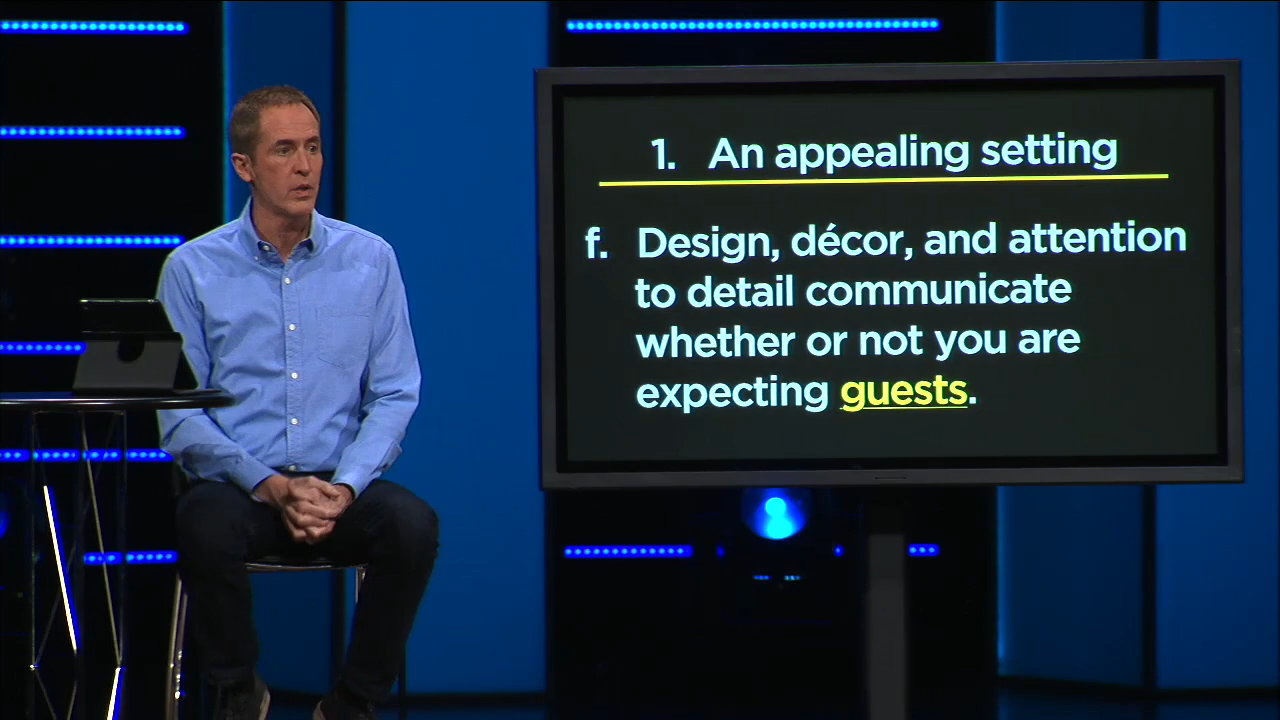 1. An appealing setting
f. Design, décor, and attention
to detail communicate
whether or not you are
expecting guests.